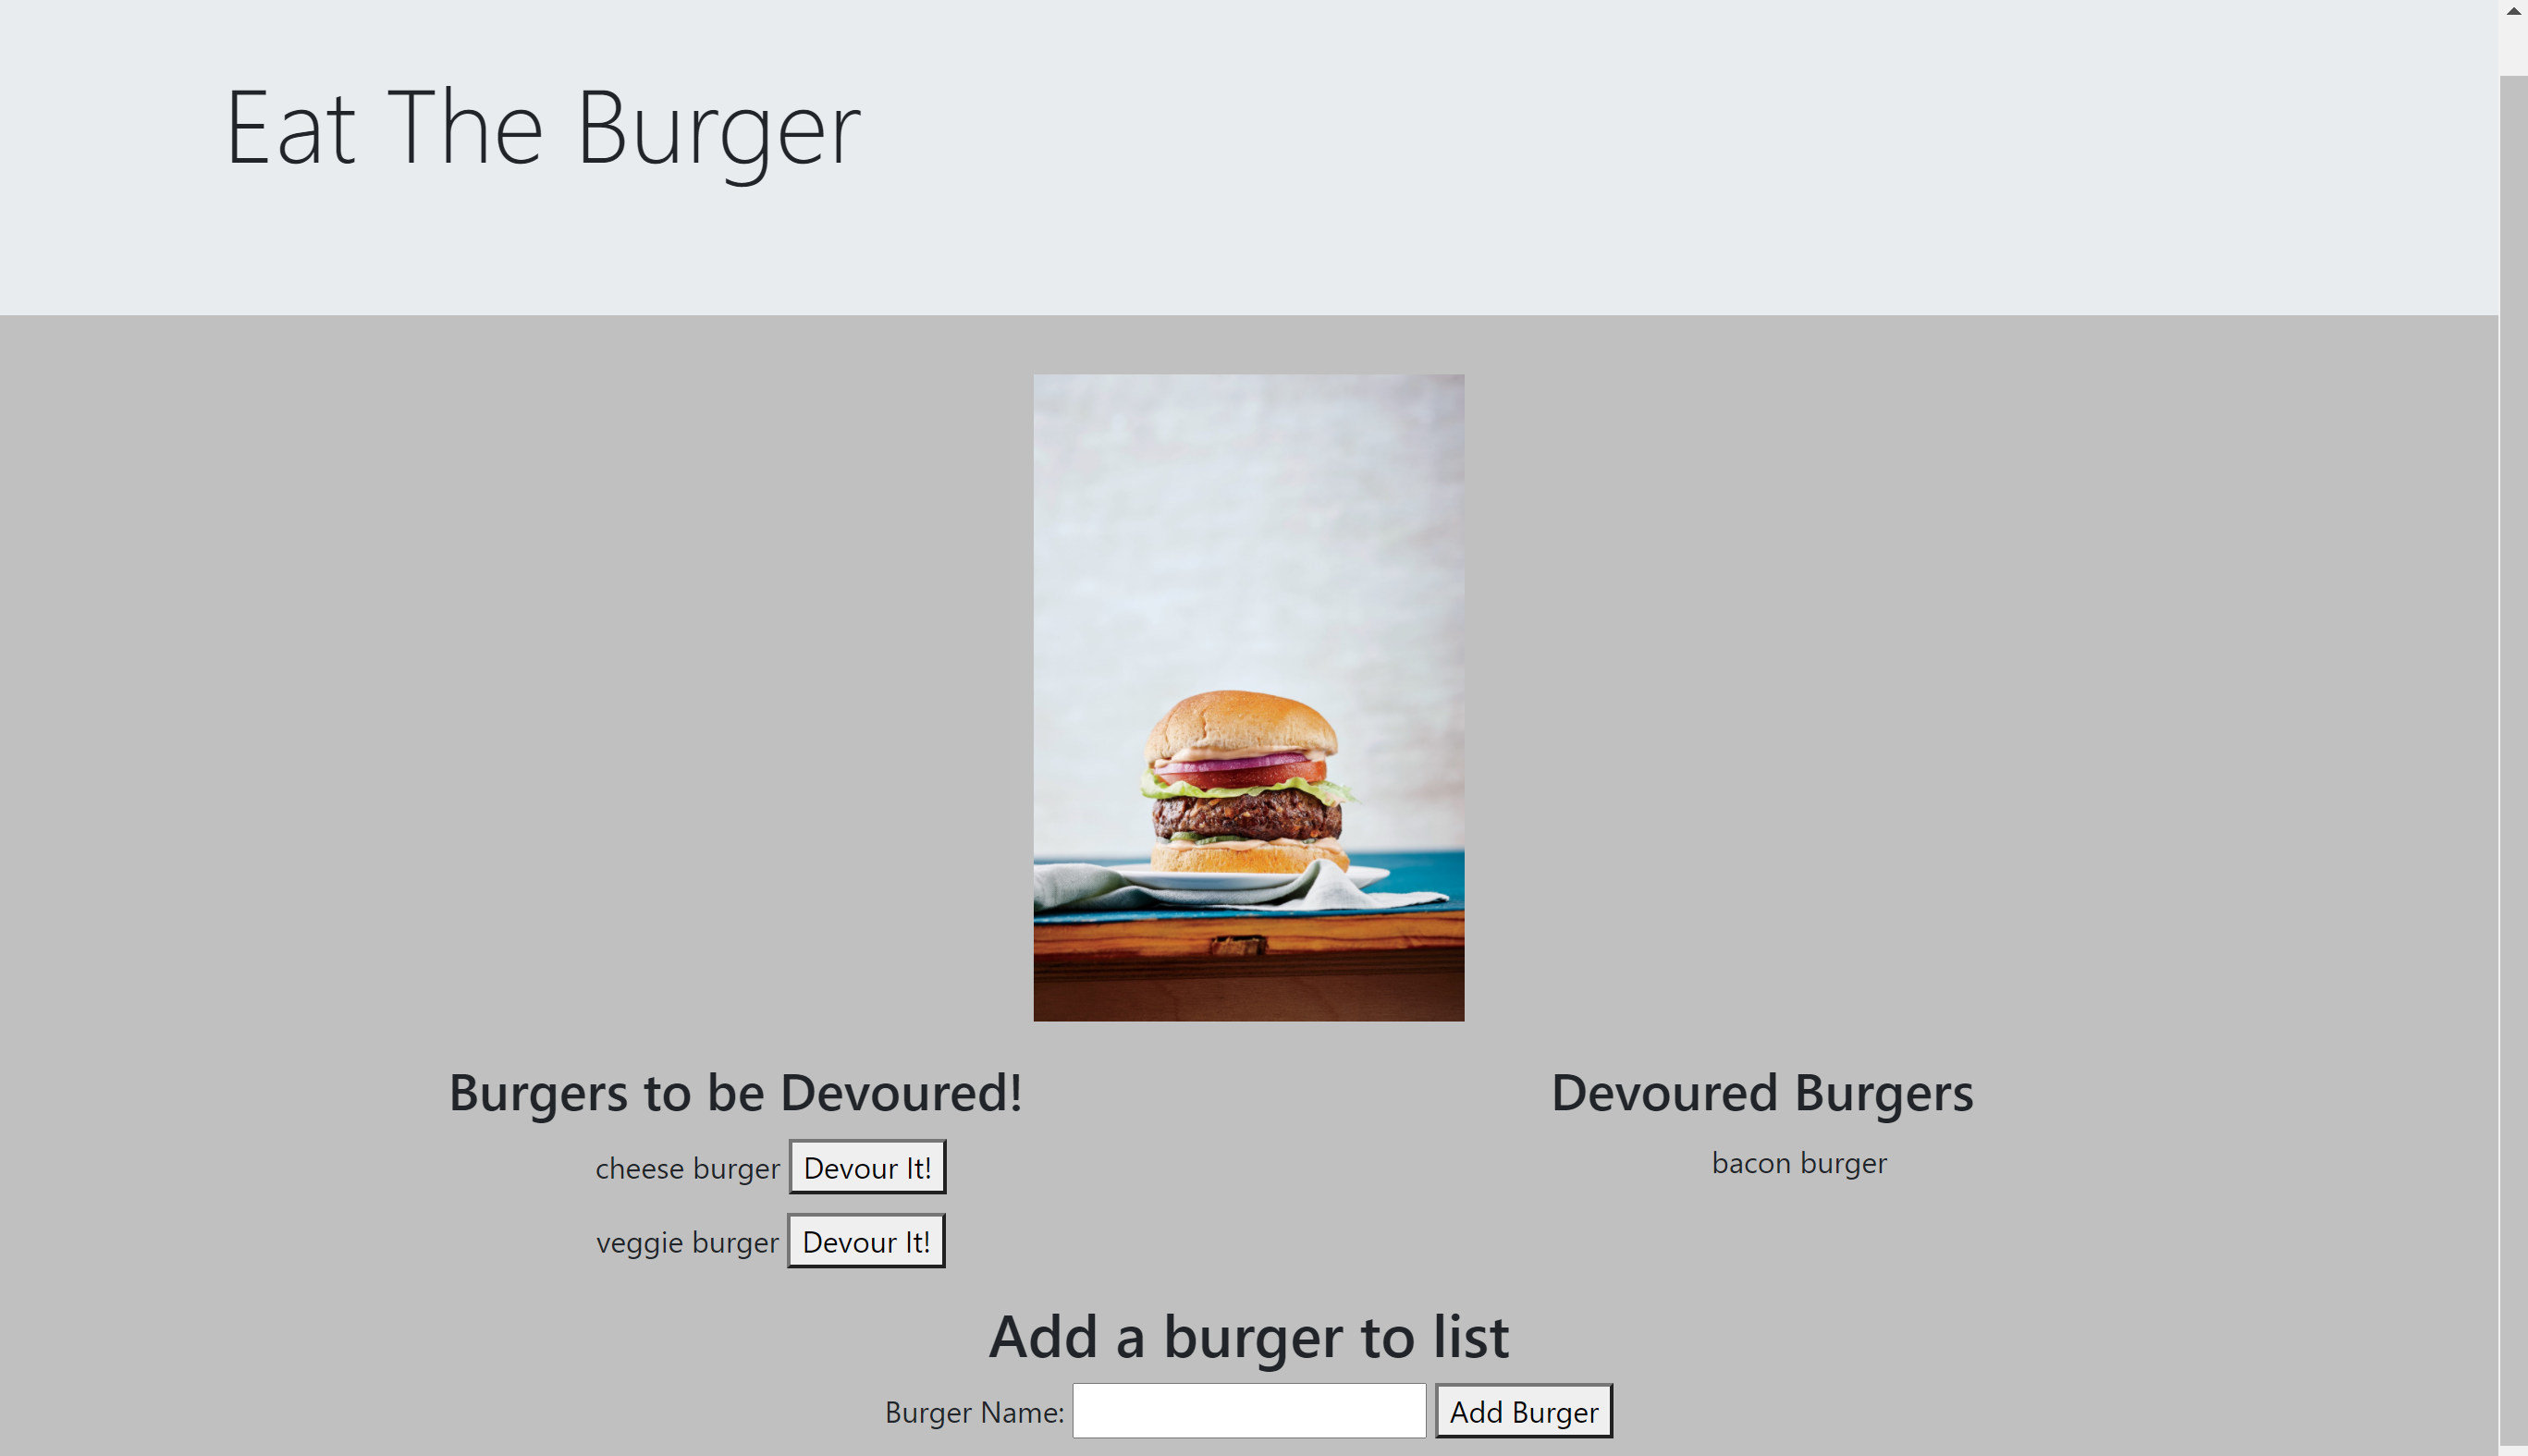 Eat The Burger
Burgers to be Devoured!
cheese burger Devour It!
veggie burger Devour It!
Devoured Burgers
bacon burger
Add a burger to list
Burger Name: Add Burger